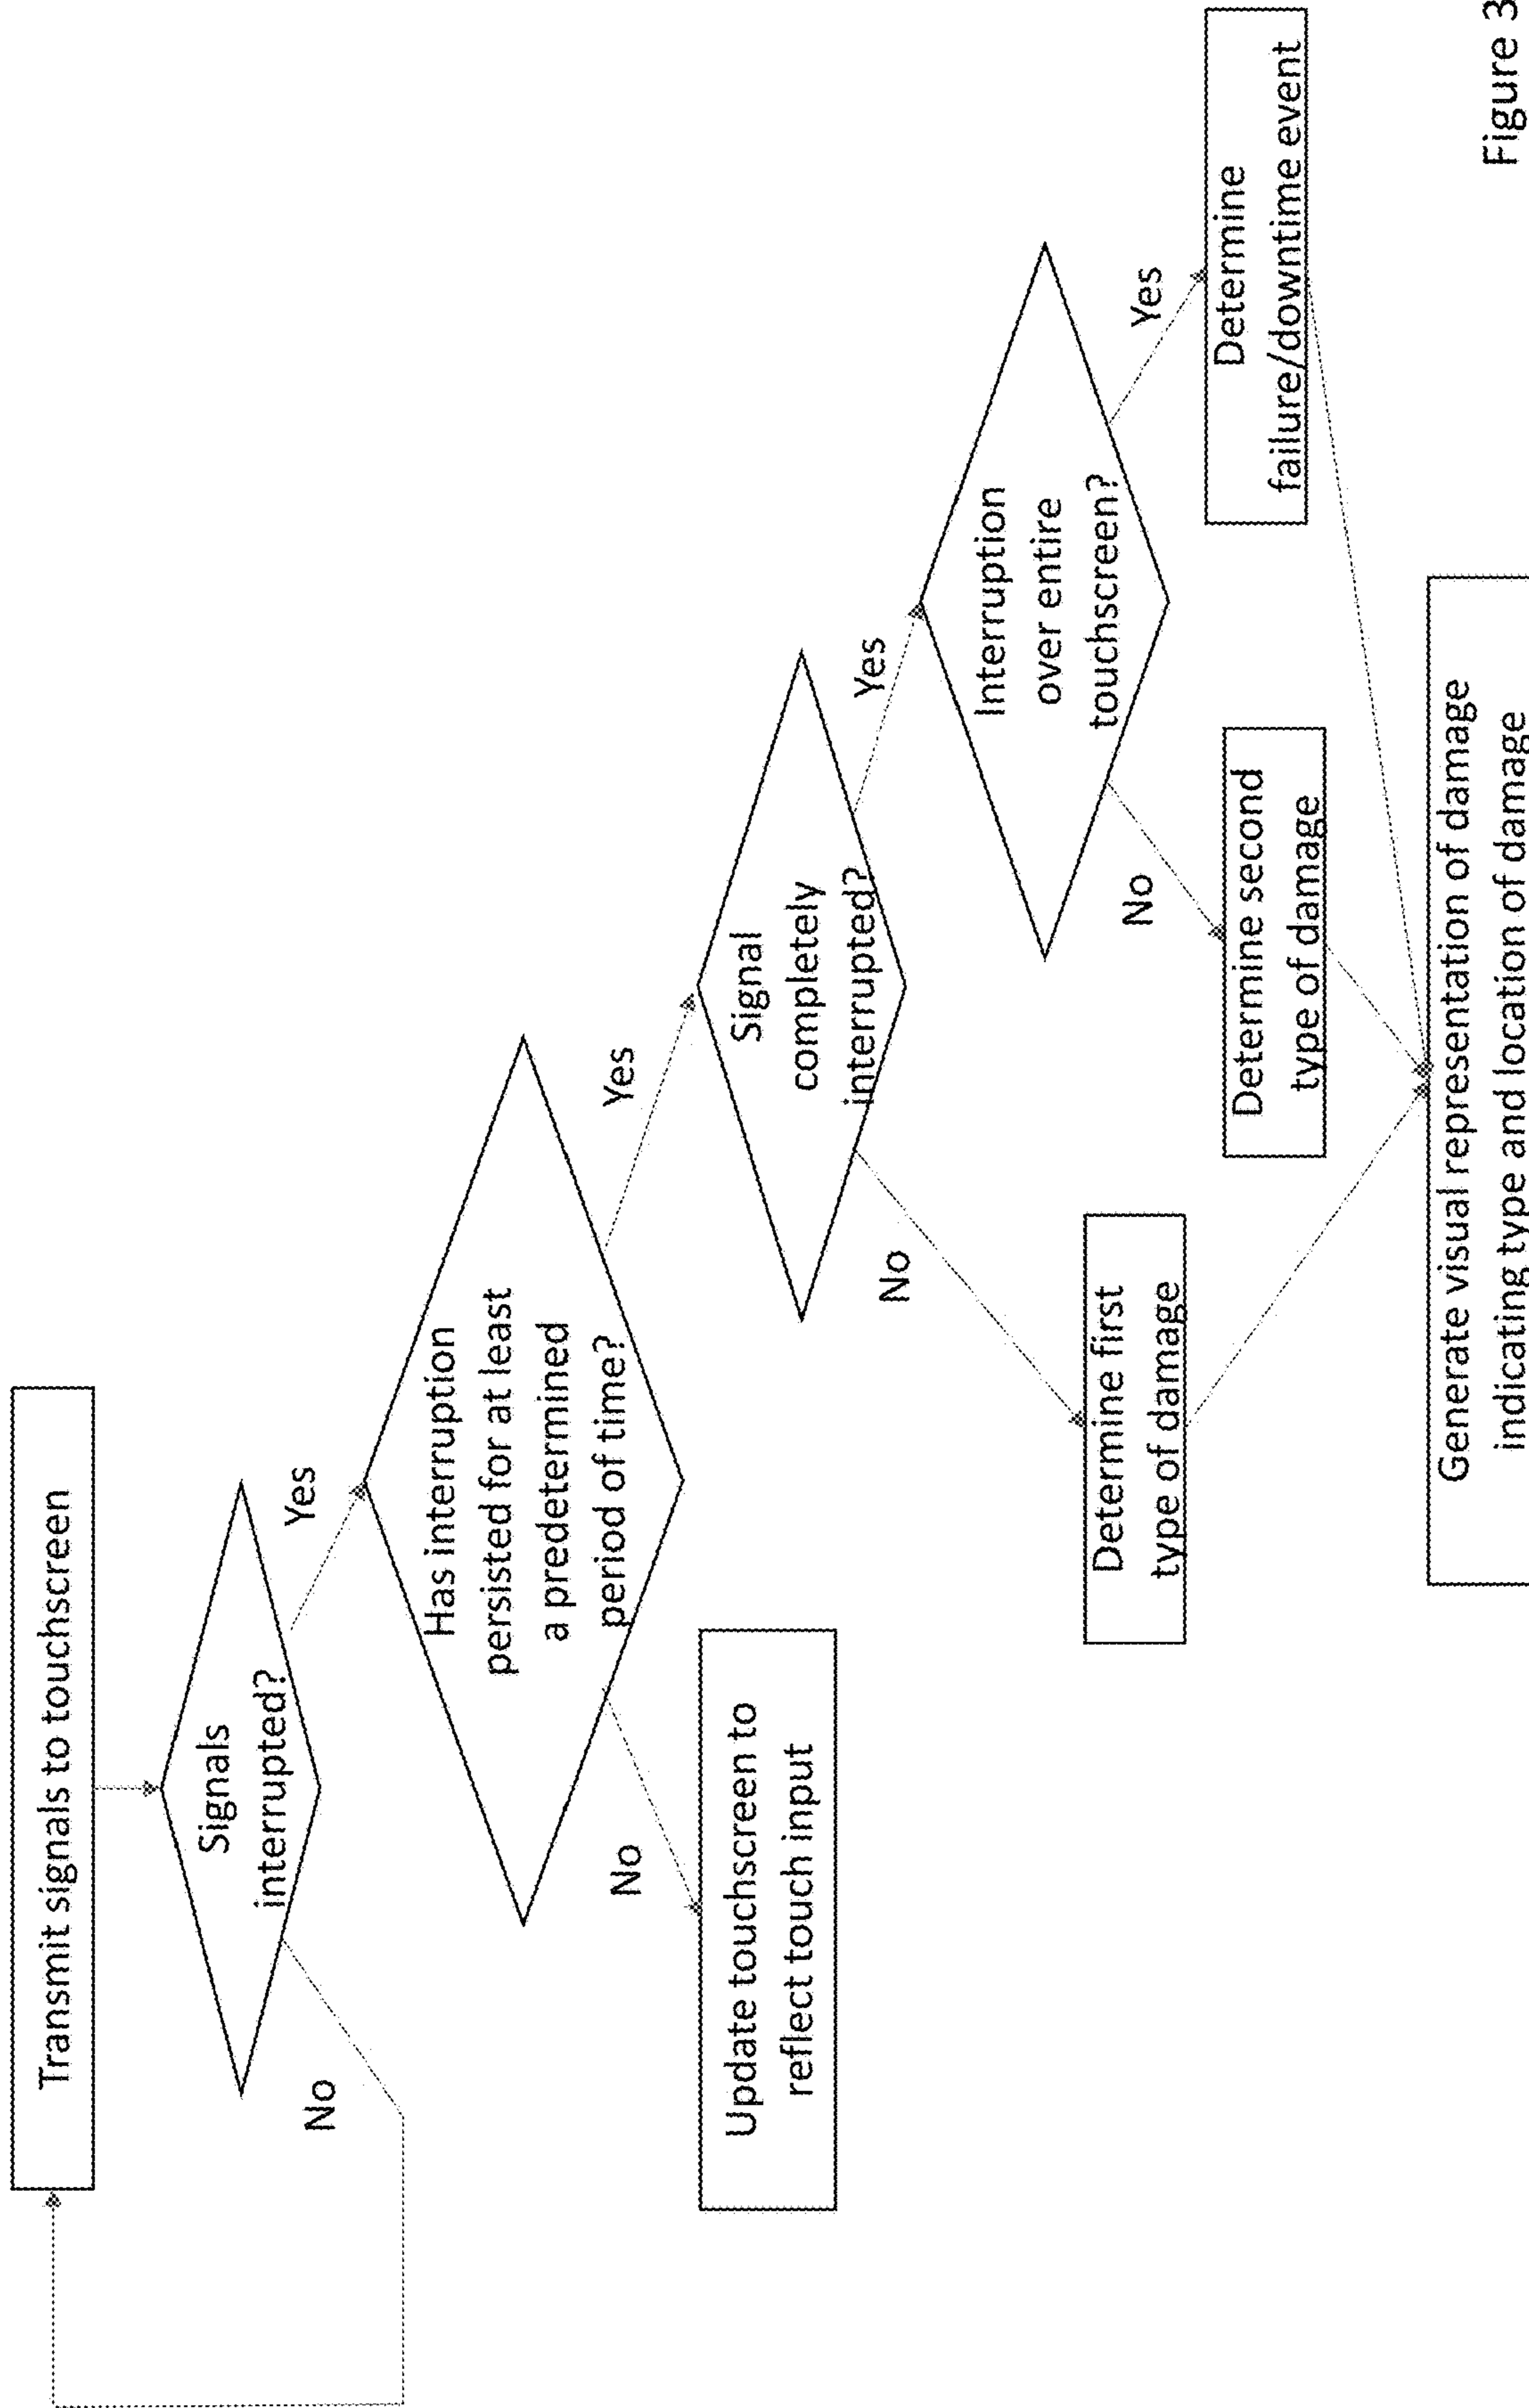 Transmit signals to touchscreen
Signals
interrupted?
Yes
No
Has interruption
persisted for at least
a predetermined
period of time?
Yes
No
Update touchscreen to
reflect touch input
Signal
completely
interrupted?
Yes
No
Interruption
over entire
touchscreen?
Yes
No
Determine first
type of damage
Determine second
type of damage
Determine
failure/downtime event
Generate visual representation of damage
indicating type and location of damage
Figure 3